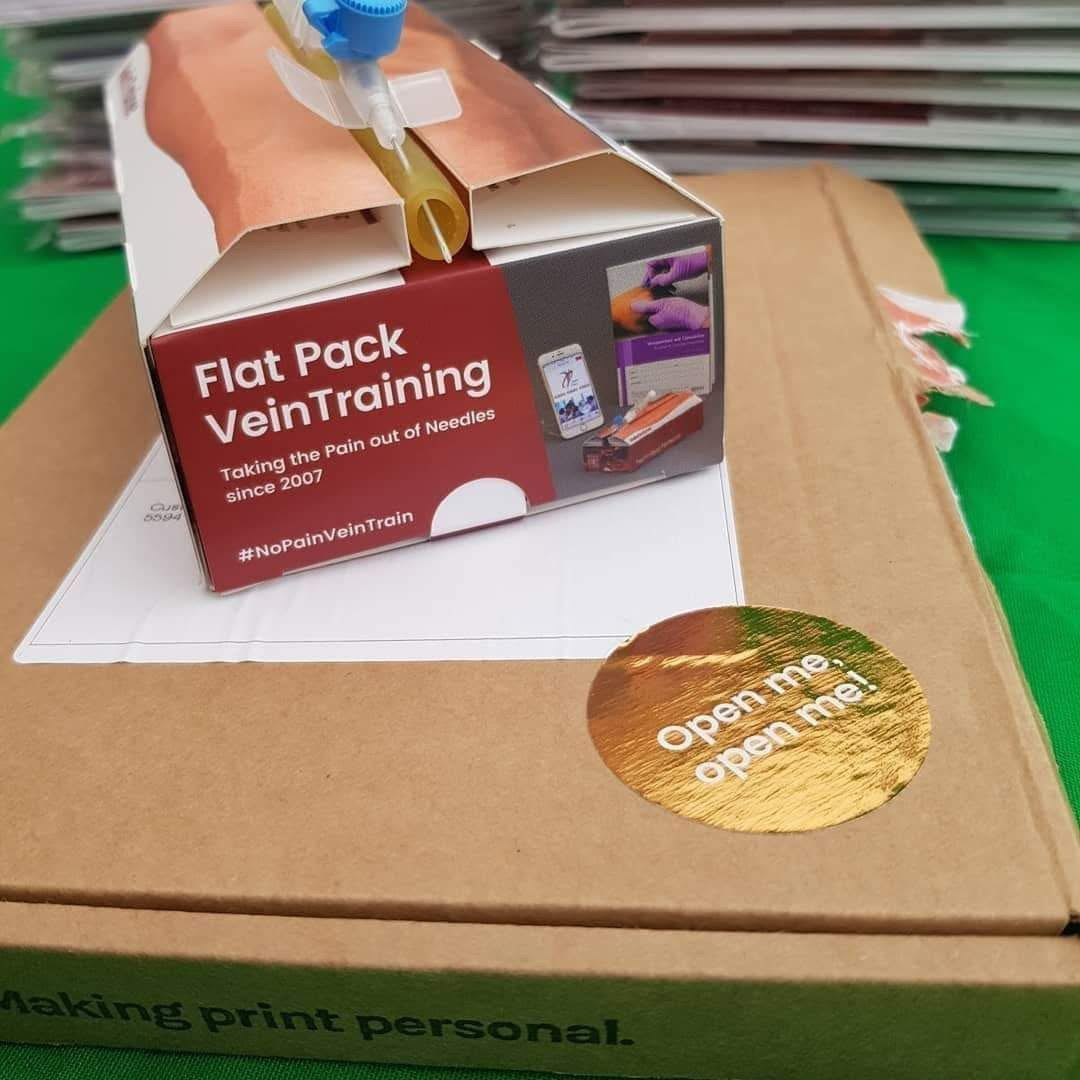 Flat Pack
VeinTraining
Taking the Pain out of Needles
since 2007
#NoPainVeinTrain
5594
Open me,
open me!
Making print personal.